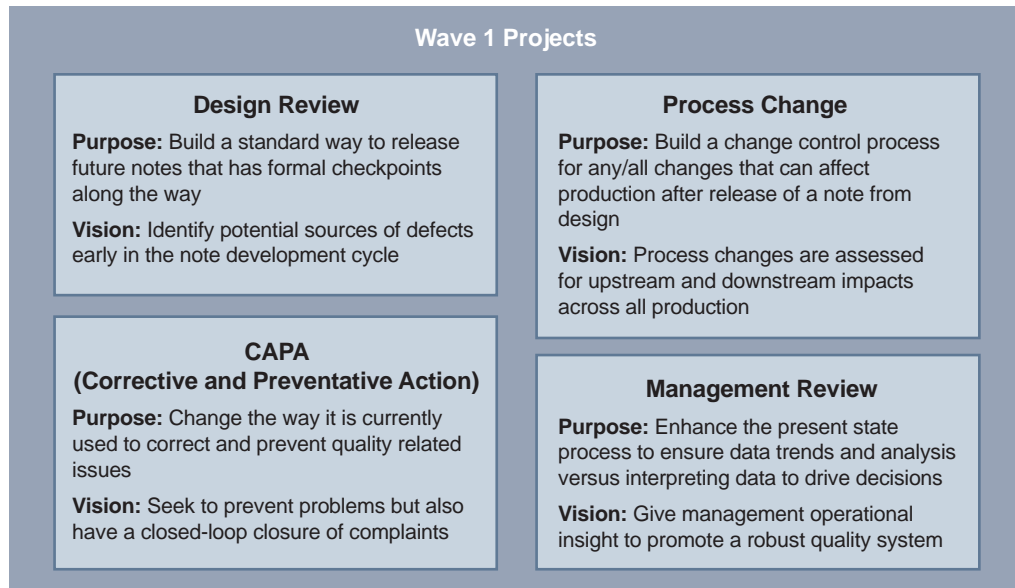 Wave 1 Projects
Design Review
Purpose: Build a standard way to release
future notes that has formal checkpoints
along the way
Vision: Identify potential sources of defects
early in the note development cycle
Process Change
Purpose: Build a change control process
for any/all changes that can affect
production after release of a note from
design
Vision: Process changes are assessed
for upstream and downstream impacts
across all production
CAPA
(Corrective and Preventative Action)
Purpose: Change the way it is currently
used to correct and prevent quality related
issues
Vision: Seek to prevent problems but also
have a closed-loop closure of complaints
Management Review
Purpose: Enhance the present state
process to ensure data trends and analysis
versus interpreting data to drive decisions
Vision: Give management operational
insight to promote a robust quality system